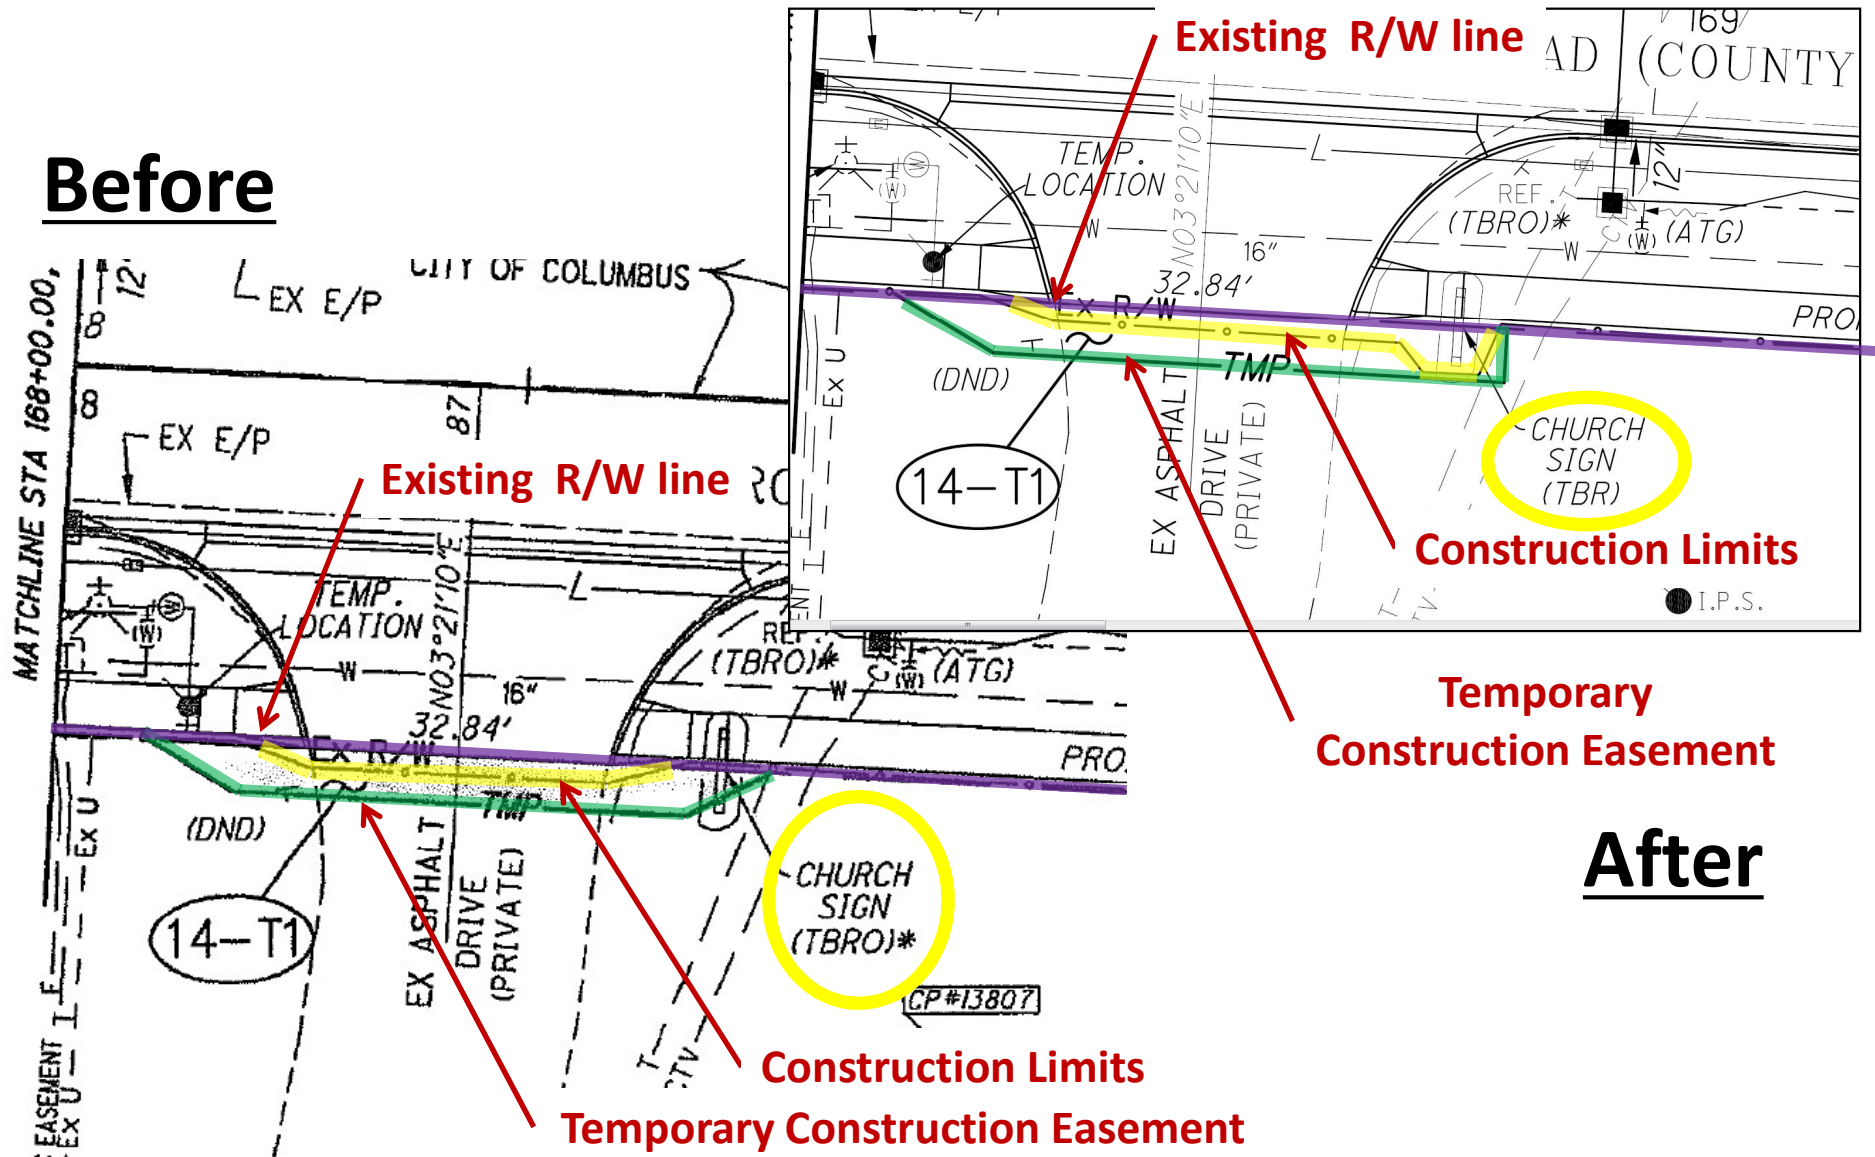 Before
MATCHLINE STA 168+00.00,
12
8
EX E/P
CITY OF COLUMBUS
8
87
EX E/P
Existing R/W line
TEMP.
LOCATION
(W)
W
(W)
L
W
N03°21'10"E
16"
32.84'
REF.
(TBRO)*
W
(W)
(ATG)
EX R/W
PRO
TMP
(DND)
14-T1
EX ASPHALT
DRIVE
(PRIVATE)
CHURCH
SIGN
(TBRO)*
CP#13807
T
CTV
EASEMENT
EX U
EX U
I
E
Construction Limits
Temporary Construction Easement
Existing R/W line
EX E/P
169
AD (COUNTY
TEMP.
LOCATION
W
(W)
W
L
N03°21'10"E
16"
32.84'
REF.
(TBRO)*
12"
W
(W)
(ATG)
EX R/W
PRO
TMP
(DND)
EX U
14-T1
EX ASPHALT
DRIVE
(PRIVATE)
CHURCH
SIGN
(TBR)
Construction Limits
I.P.S.
T
TV
Temporary
Construction Easement
After